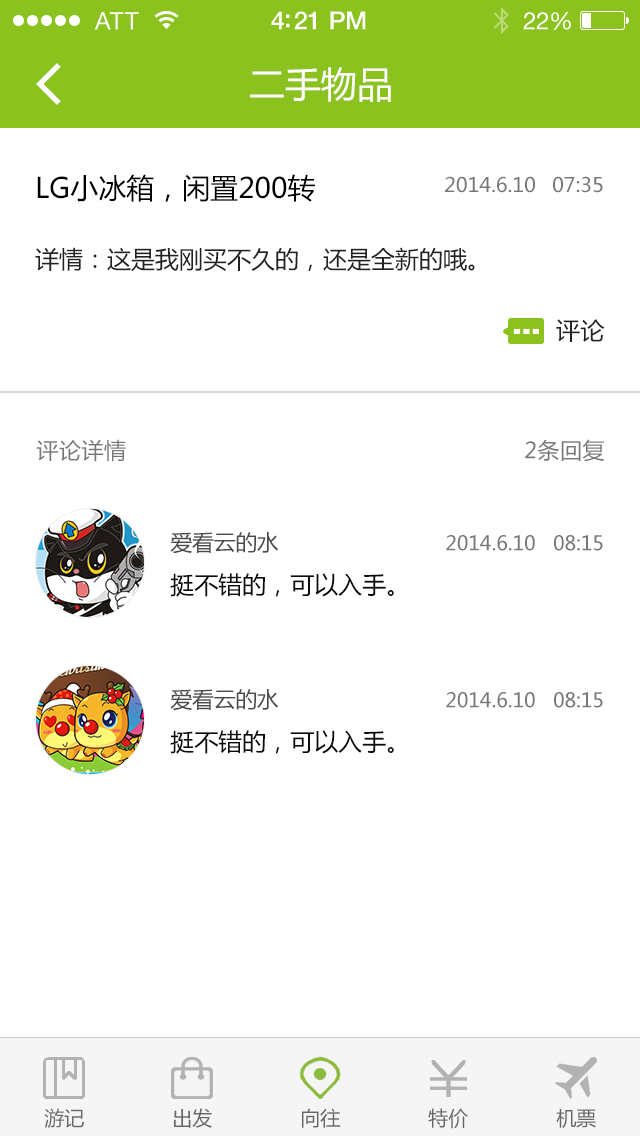 ATT 4:21 PM 22%
二手物品
LG小冰箱，闲置200转 2014.6.10 07:35
详情：这是我刚买不久的，还是全新的哦。
评论
评论详情 2条回复
爱看云的水 2014.6.10 08:15
挺不错的，可以入手。
爱看云的水 2014.6.10 08:15
挺不错的，可以入手。
游记 出发 向往 特价 机票